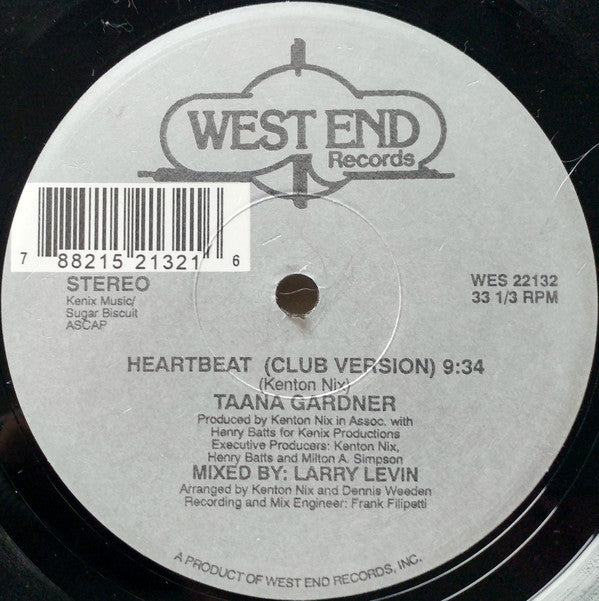 WEST END
Records
7 88215 21321 6
STEREO
Kenix Music/
Sugar Biscuit
ASCAP
WES 22132
33 1/3 RPM
HEARTBEAT (CLUB VERSION) 9:34
(Kenton Nix)
TAANA GARDNER
Produced by Kenton Nix in Assoc. with
Henry Batts for Kenix Productions
Executive Producers: Kenton Nix,
Henry Batts and Milton A. Simpson
MIXED BY: LARRY LEVIN
Arranged by Kenton Nix and Dennis Weeden
Recording and Mix Engineer: Frank Filipetti
A PRODUCT OF WEST END RECORDS, INC.